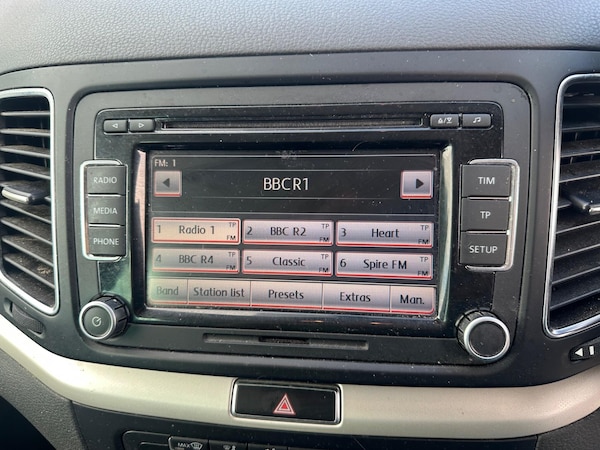 FM: 1
BBC R1
RADIO
MEDIA
PHONE
1 Radio 1 TP FM
2 BBC R2 TP FM
3 Heart TP FM
4 BBC R4 TP FM
5 Classic TP FM
6 Spire FM TP FM
Band Station list Presets Extras Man.
TIM
TP
SETUP
MAX